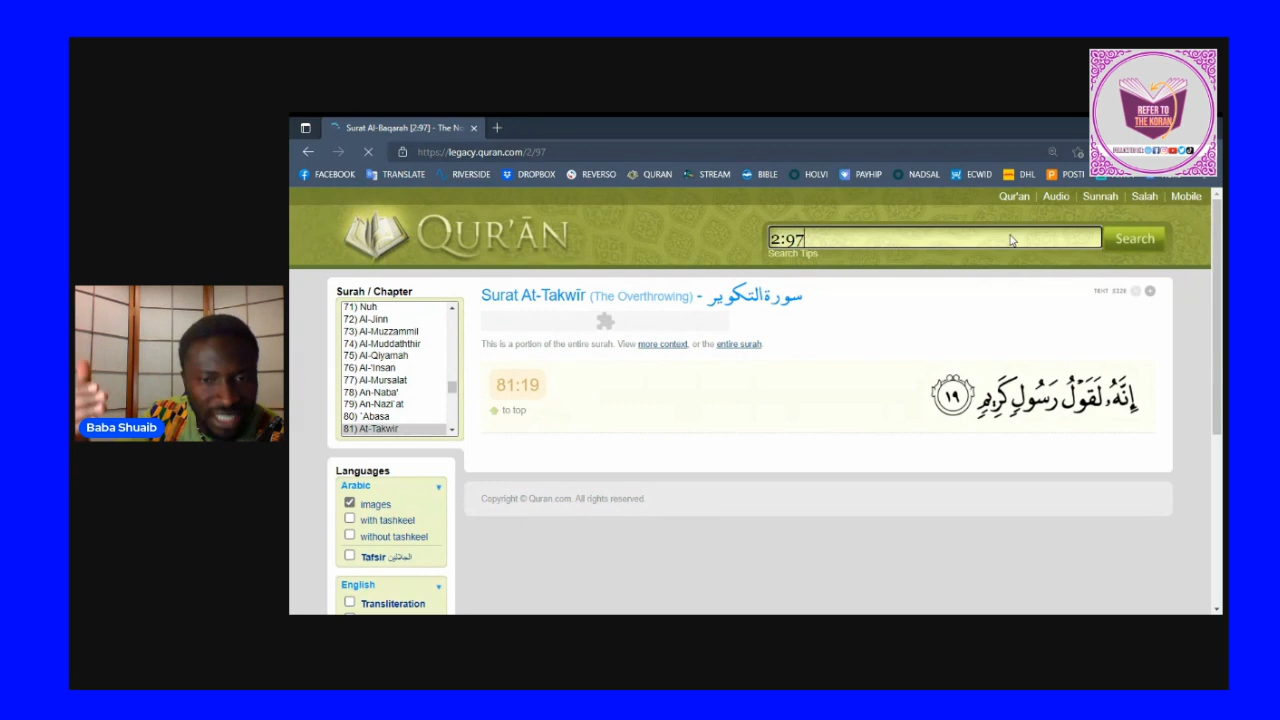 REFER TO
THE KORAN
Surat Al-Baqarah [2:97] - The No
https://legacy.quran.com/2/97
FACEBOOK TRANSLATE RIVERSIDE DROPBOX REVERSO QURAN STREAM BIBLE HOLVI PAYHIP NADSAL ECWID DHL POSTI
Qur'an | Audio | Sunnah | Salah | Mobile
QUR'ĀN
2:97
Search
Search Tips
Surah / Chapter
71) Nuh
72) Al-Jinn
73) Al-Muzzammil
74) Al-Muddaththir
75) Al-Qiyamah
76) Al-'Insan
77) Al-Mursalat
78) An-Naba'
79) An-Nazi`at
80) `Abasa
81) At-Takwir
Surat At-Takwīr (The Overthrowing) - سورة التكوير
This is a portion of the entire surah. View more context, or the entire surah.
81:19
to top
إِنَّهُۥ لَقَوۡلُ رَسُولٖ كَرِيمٖ ١٩
Languages
Arabic
images
with tashkeel
without tashkeel
Tafsir الجلالين
English
Transliteration
Copyright © Quran.com. All rights reserved.
Baba Shuaib